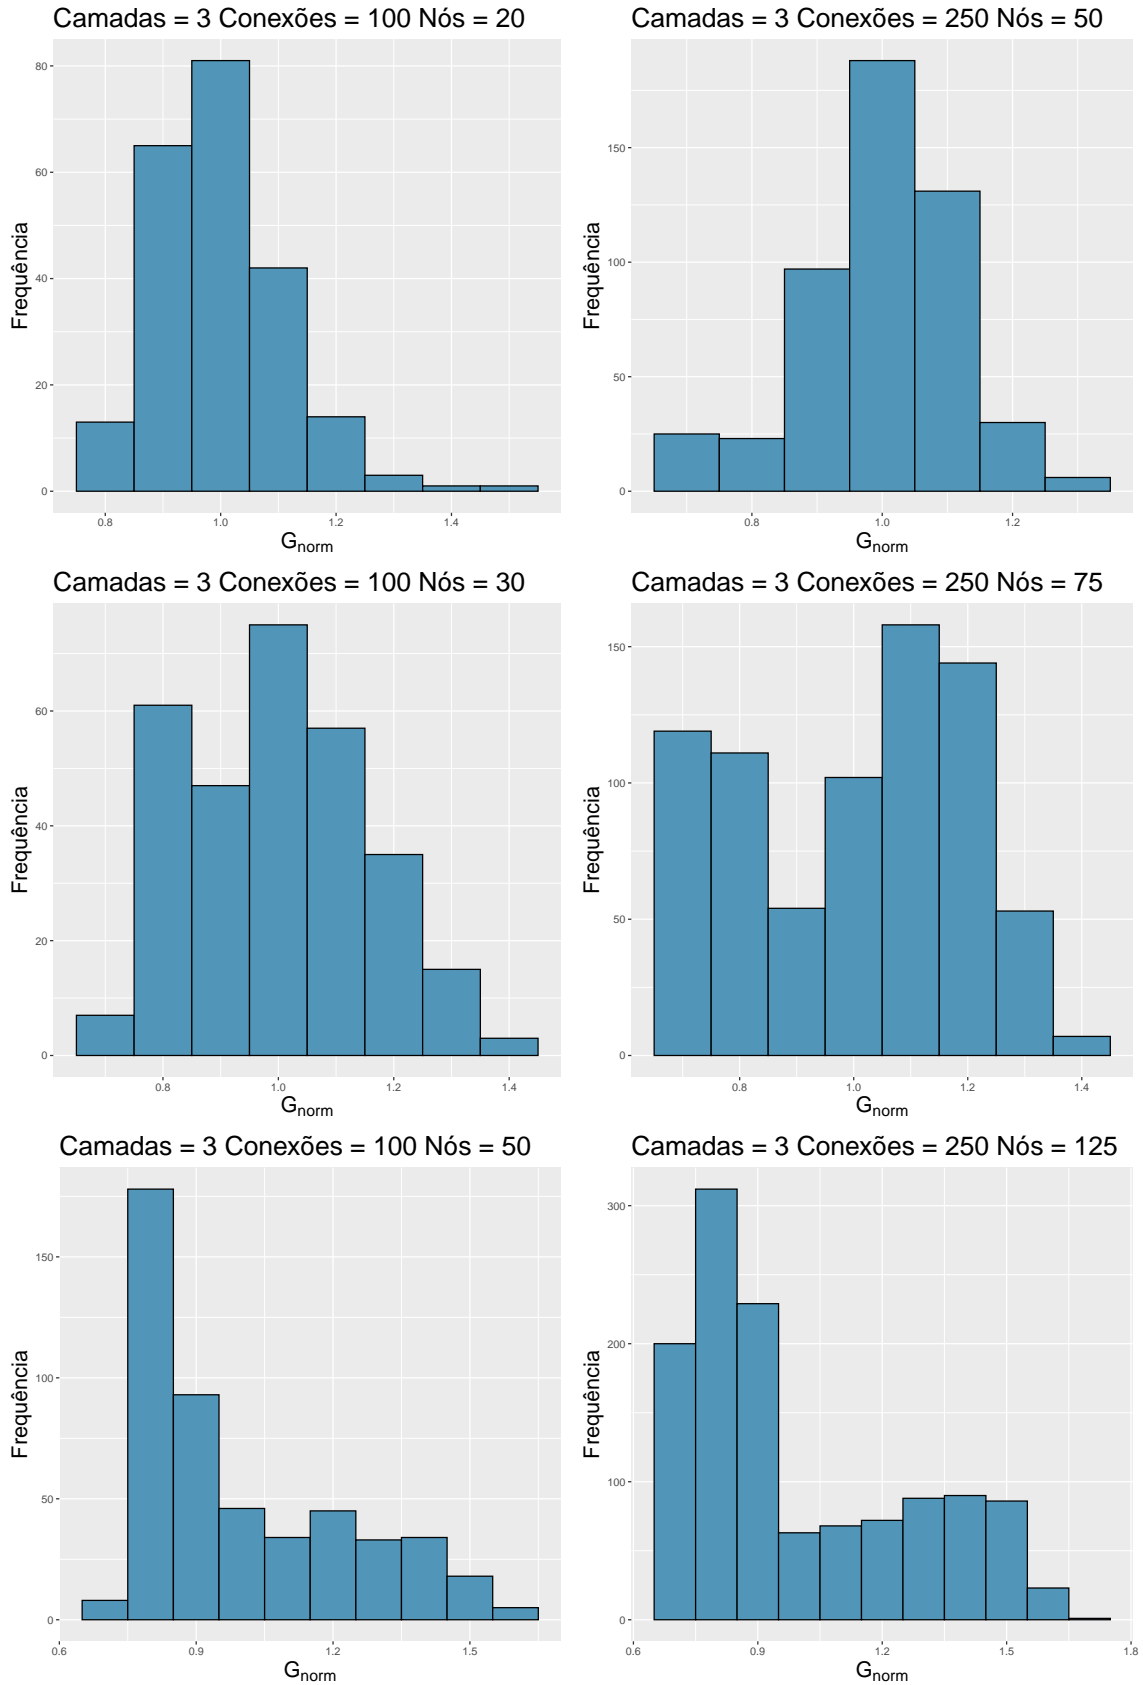 Camadas = 3 Conexões = 100 Nós = 20
Frequência
80
60
40
20
0
0.8 1.0 1.2 1.4
Gnorm
Camadas = 3 Conexões = 250 Nós = 50
Frequência
150
100
50
0
0.8 1.0 1.2
Gnorm
Camadas = 3 Conexões = 100 Nós = 30
Frequência
60
40
20
0
0.8 1.0 1.2 1.4
Gnorm
Camadas = 3 Conexões = 250 Nós = 75
Frequência
150
100
50
0
0.8 1.0 1.2 1.4
Gnorm
Camadas = 3 Conexões = 100 Nós = 50
Frequência
150
100
50
0
0.6 0.9 1.2 1.5
Gnorm
Camadas = 3 Conexões = 250 Nós = 125
Frequência
300
200
100
0
0.6 0.9 1.2 1.5 1.8
Gnorm